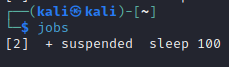 ┌──(kali㉿kali)-[~]
└─$ jobs
[2]  + suspended  sleep 100